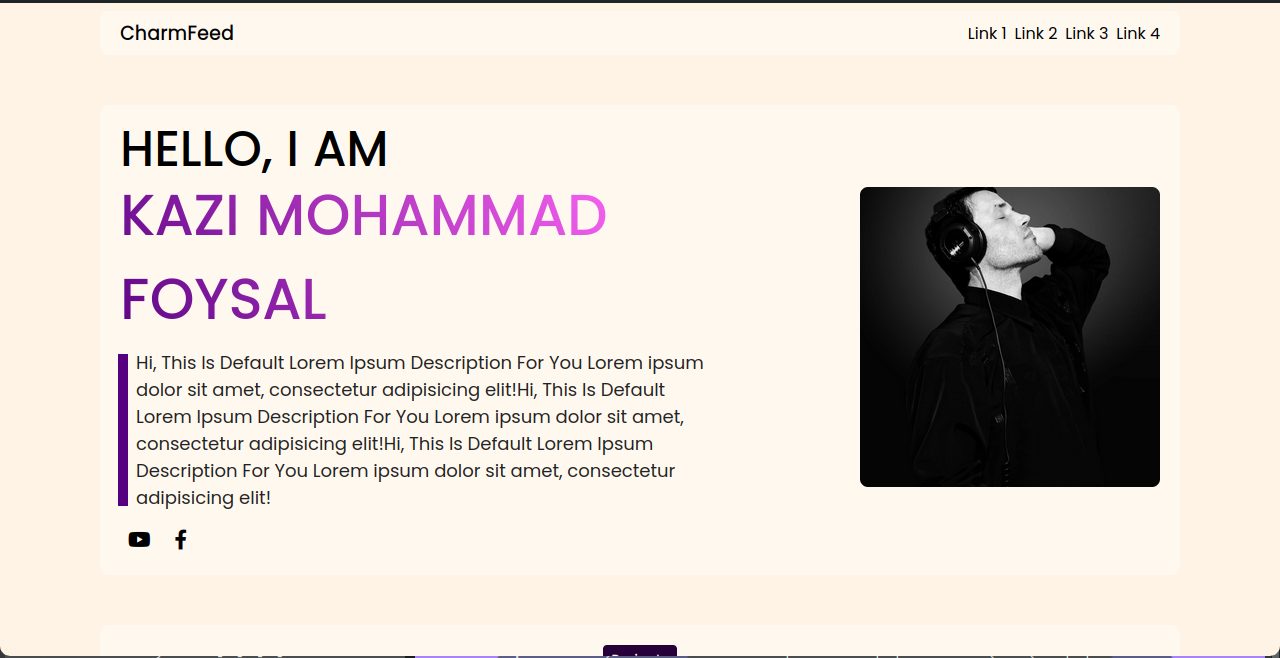 CharmFeed
Link 1 Link 2 Link 3 Link 4
HELLO, I AM
KAZI MOHAMMAD
FOYSAL
Hi, This Is Default Lorem Ipsum Description For You Lorem ipsum
dolor sit amet, consectetur adipisicing elit!Hi, This Is Default
Lorem Ipsum Description For You Lorem ipsum dolor sit amet,
consectetur adipisicing elit!Hi, This Is Default Lorem Ipsum
Description For You Lorem ipsum dolor sit amet, consectetur
adipisicing elit!